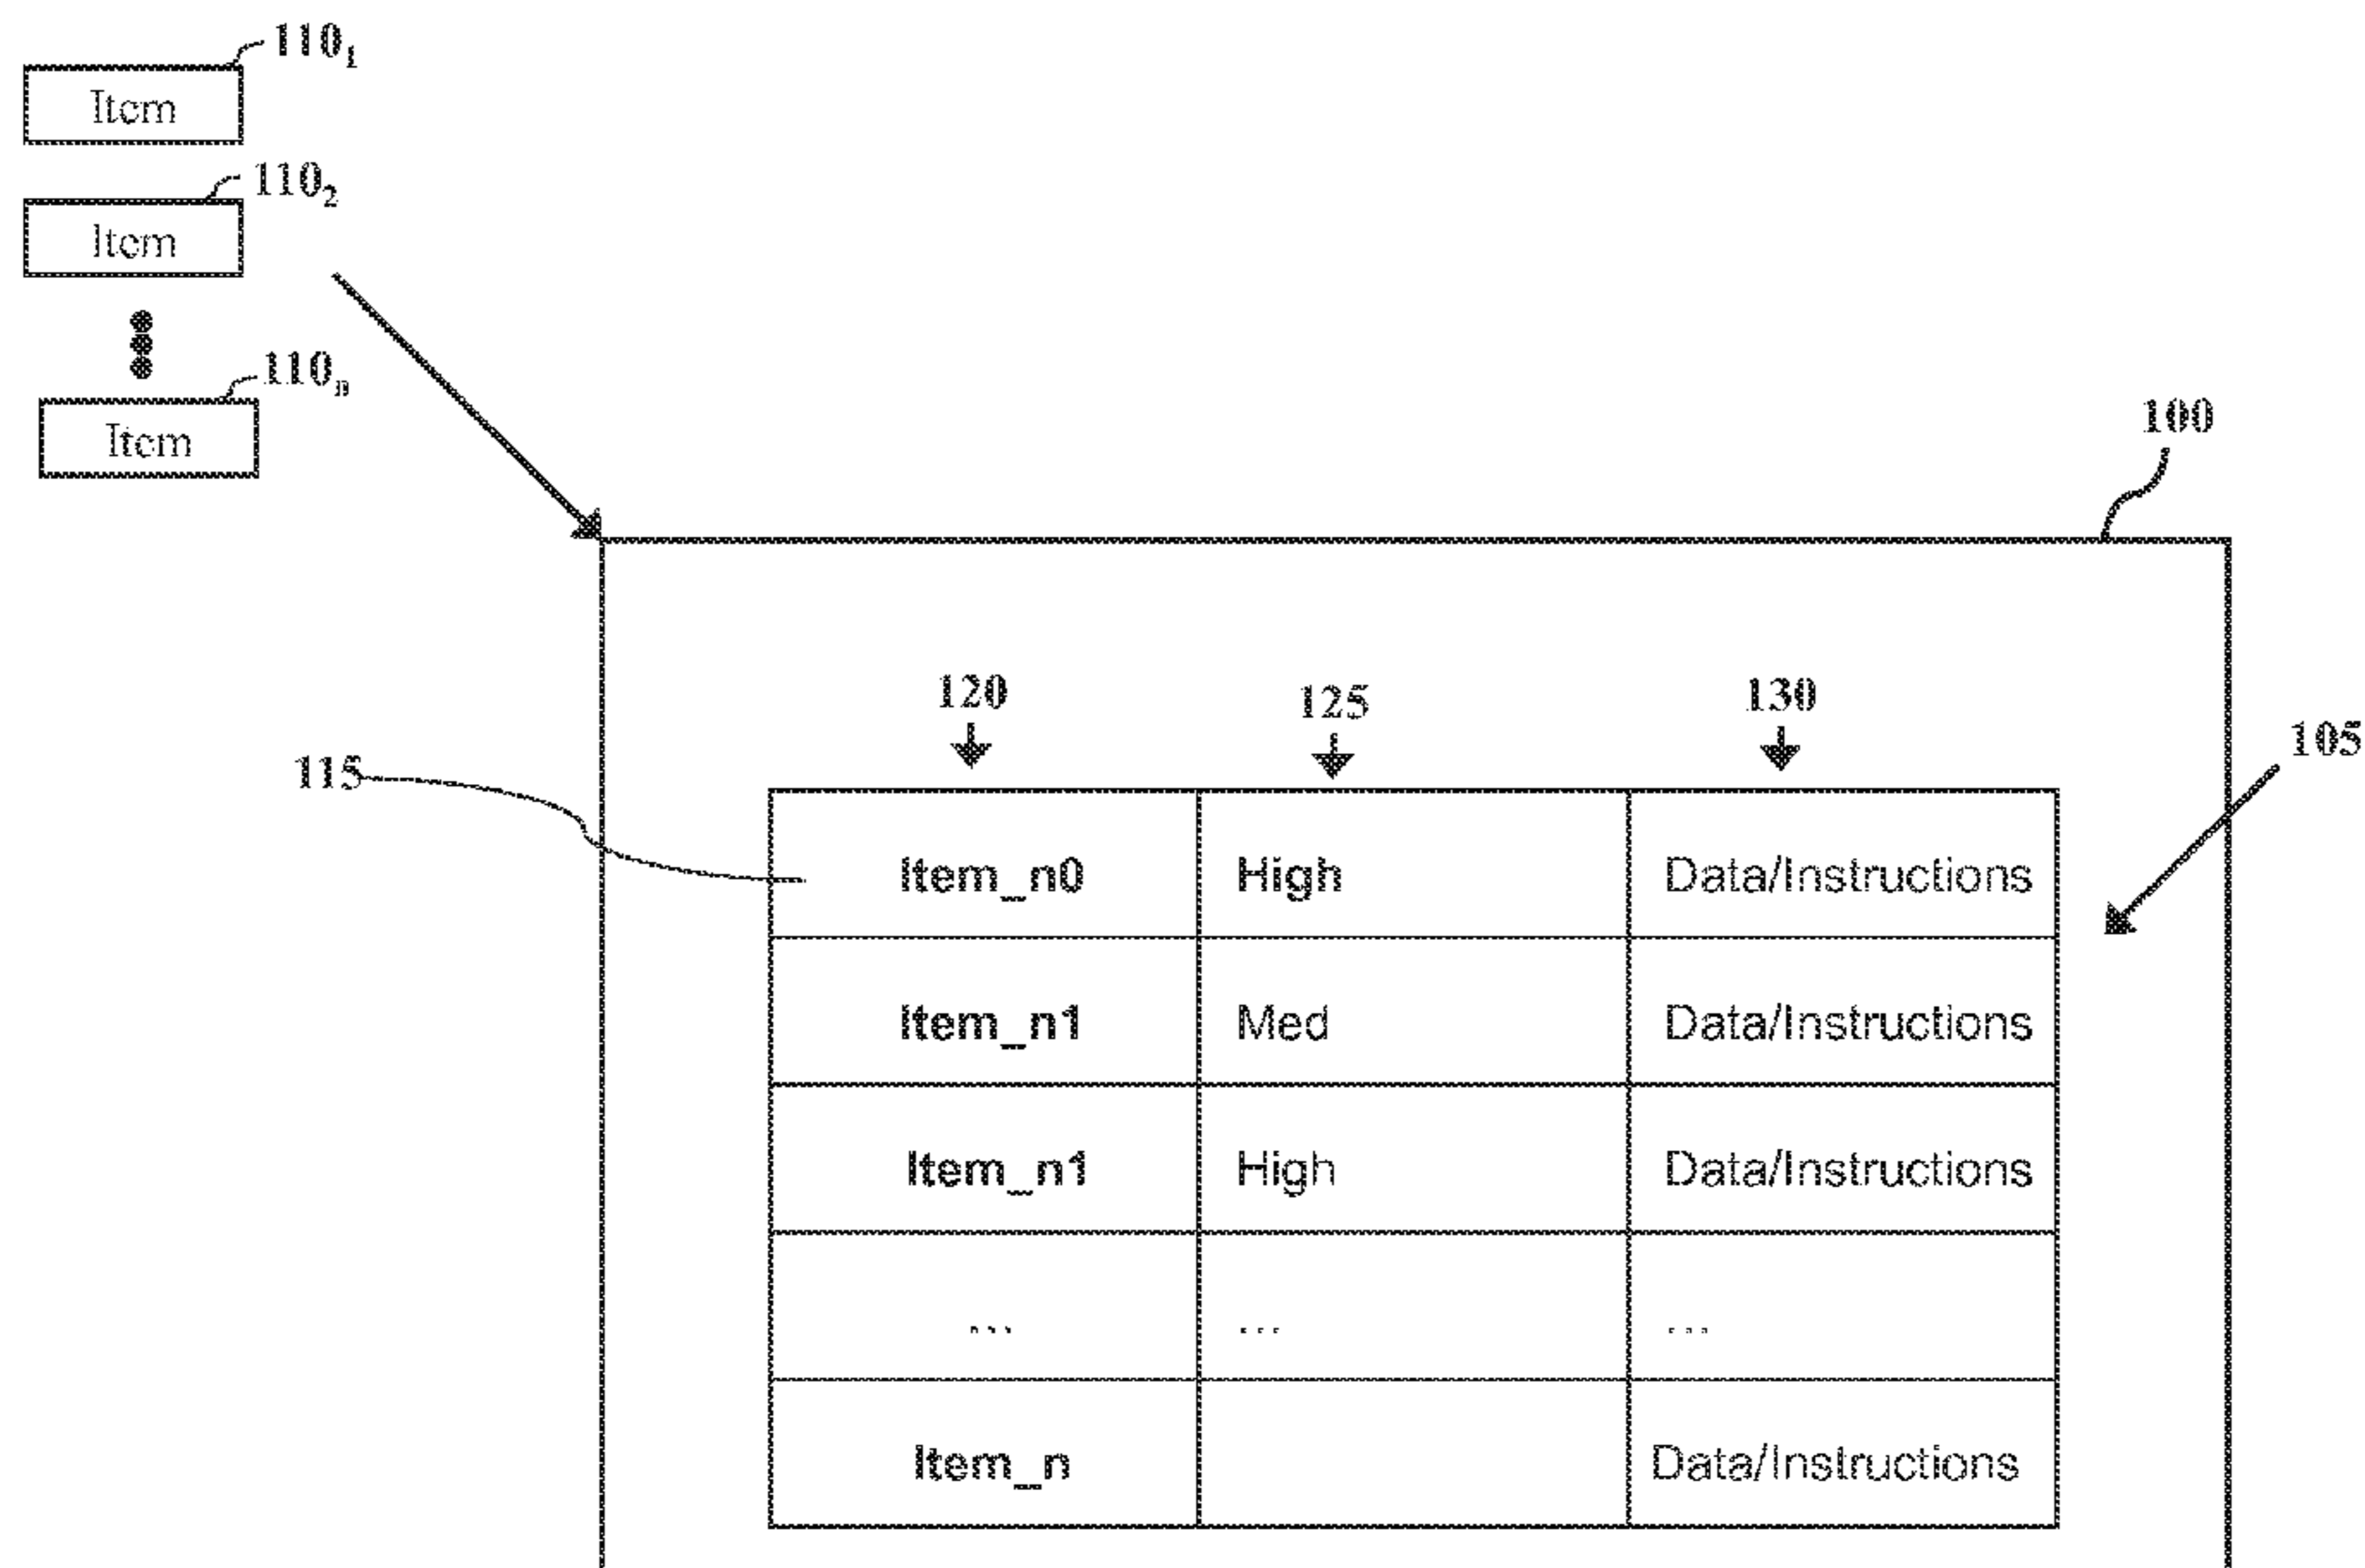 110₁
Item
110₂
Item
110ₙ
Item
100
120 125 130
105
115
Item_n0 High Data/Instructions
Item_n1 Med Data/Instructions
Item_n1 High Data/Instructions
... ... ...
Item_n Data/Instructions